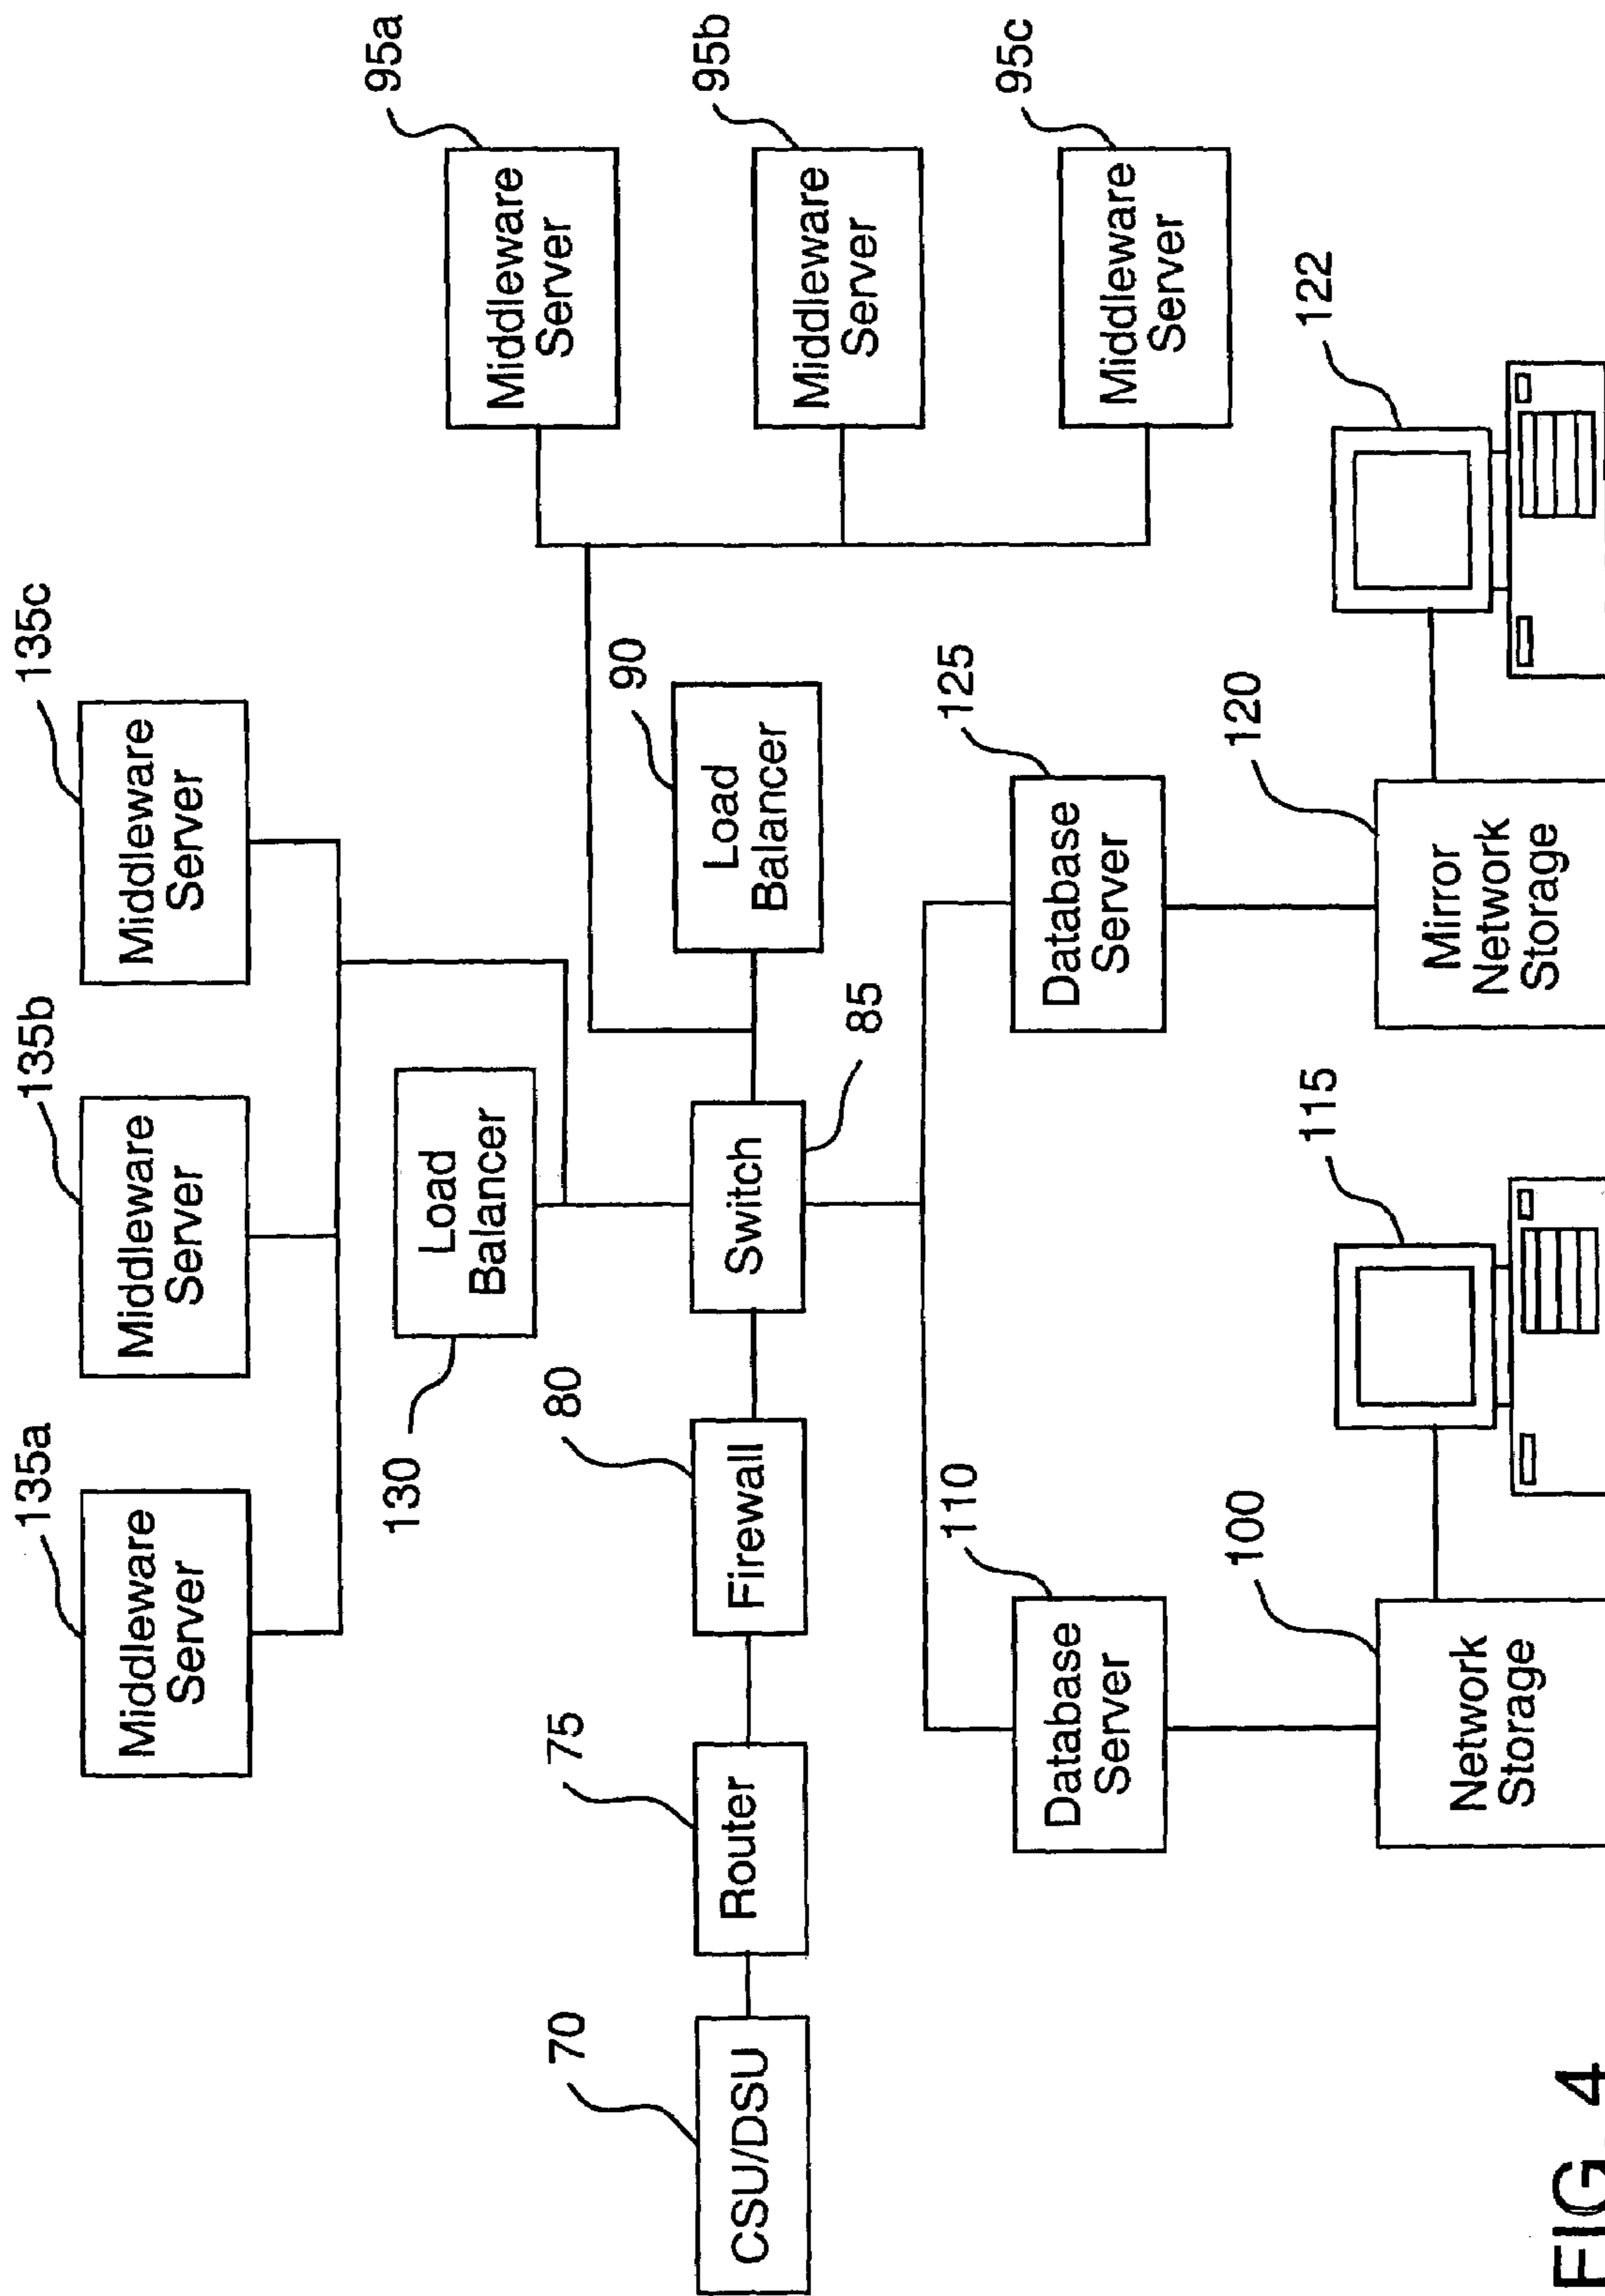 135a
135b
135c
Middleware
Server
Middleware
Server
Middleware
Server
95a
Middleware
Server
130
Load
Balancer
95b
Middleware
Server
90
Load
Balancer
70
CSU/DSU
75
Router
80
Firewall
Switch
85
95c
Middleware
Server
110
Database
Server
125
Database
Server
100
Network
Storage
115
120
Mirror
Network
Storage
122
FIG. 4